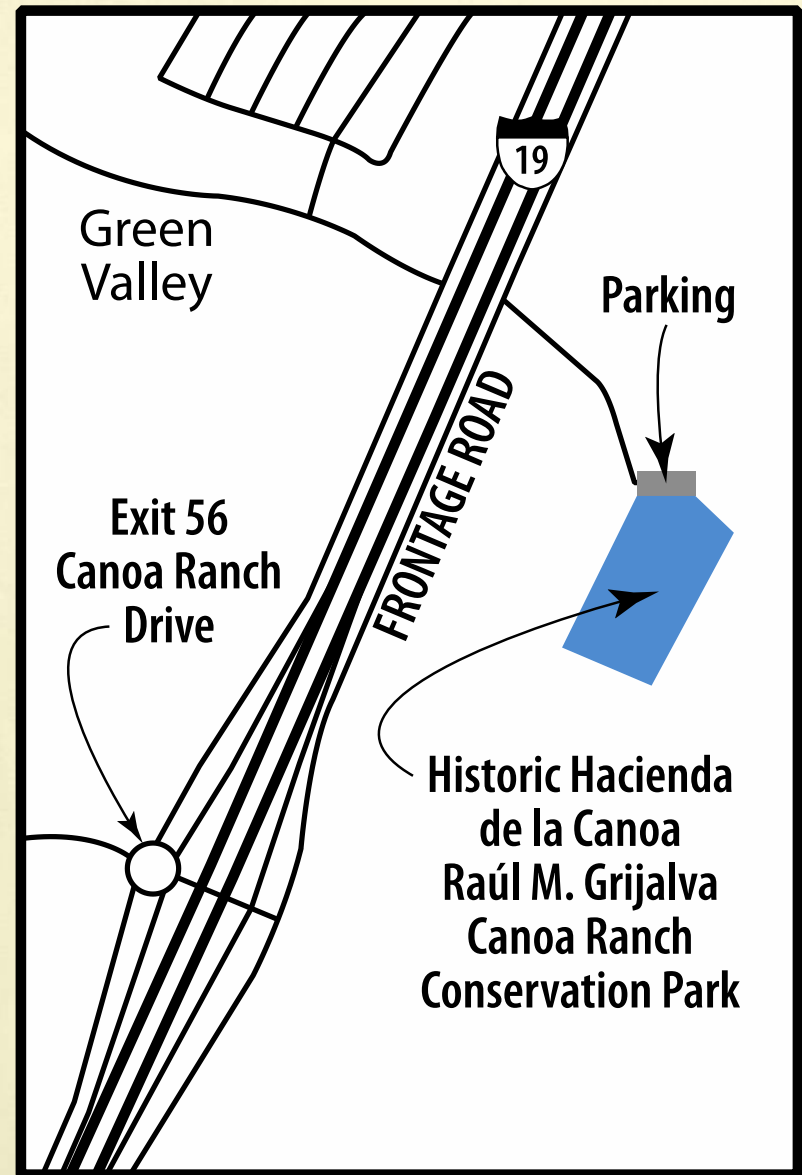 19
Green
Valley
Parking
FRONTAGE ROAD
Exit 56
Canoa Ranch
Drive
Historic Hacienda
de la Canoa
Raúl M. Grijalva
Canoa Ranch
Conservation Park